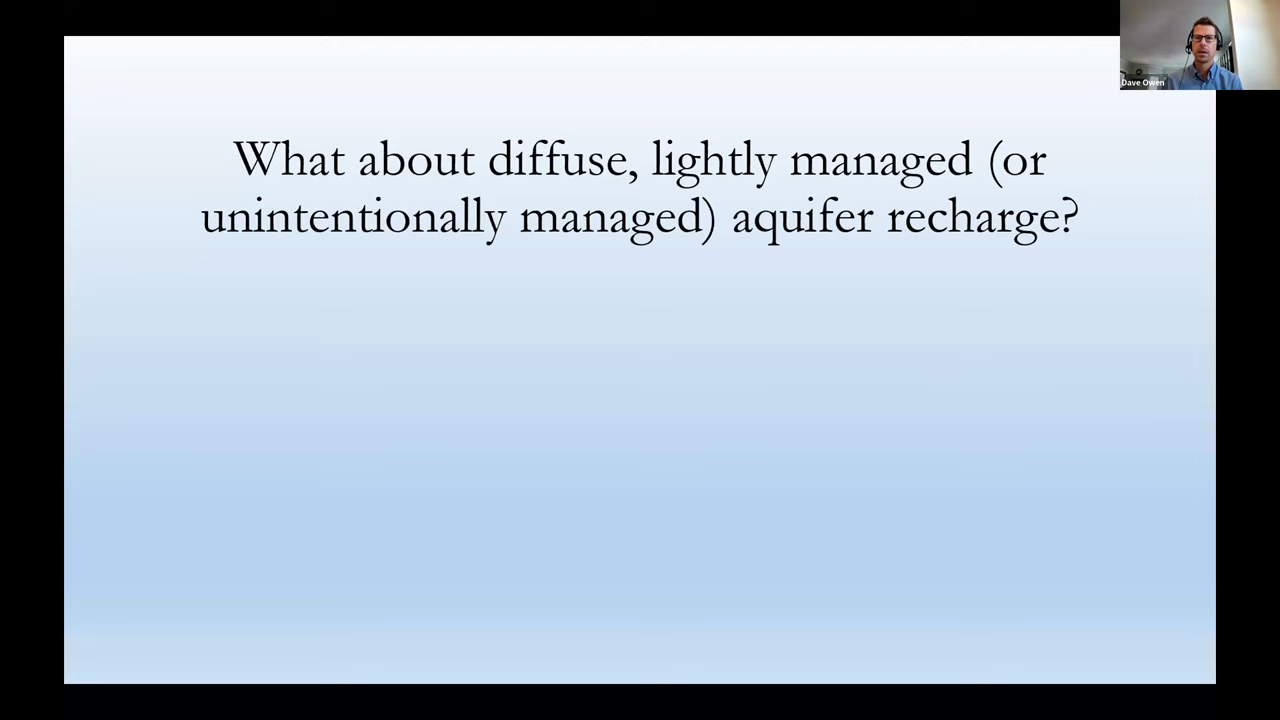 What about diffuse, lightly managed (or
unintentionally managed) aquifer recharge?
Dave Owen